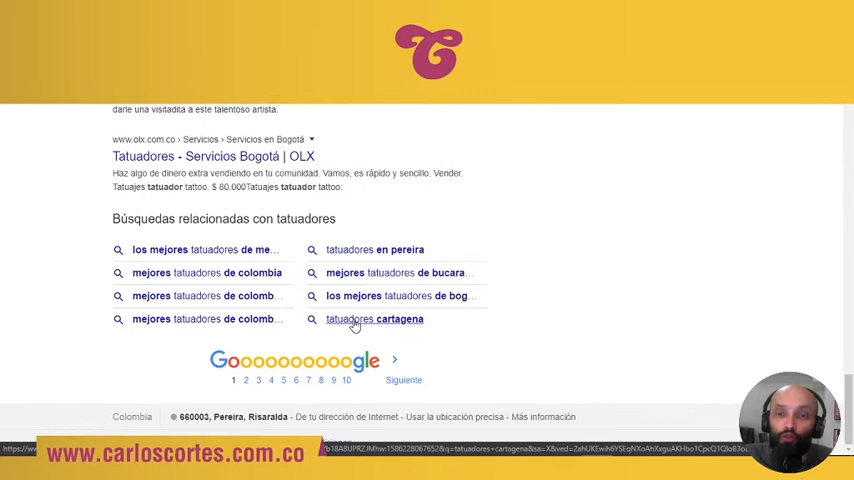 darle una visitadita a este talentoso artista.
www.olx.com.co › Servicios › Servicios en Bogotá
Tatuadores - Servicios Bogotá | OLX
Haz algo de dinero extra vendiendo en tu comunidad. Vamos, es rápido y sencillo. Vender.
Tatuajes tatuador tattoo. $ 80.000Tatuajes tatuador tattoo.
Búsquedas relacionadas con tatuadores
los mejores tatuadores de me...
tatuadores en pereira
mejores tatuadores de colombia
mejores tatuadores de bucara...
mejores tatuadores de colomb...
los mejores tatuadores de bog...
mejores tatuadores de colomb...
tatuadores cartagena
Gooooooooogle
1 2 3 4 5 6 7 8 9 10 Siguiente
Colombia 660003, Pereira, Risaralda - De tu dirección de Internet - Usar la ubicación precisa - Más información
www.carloscortes.com.co